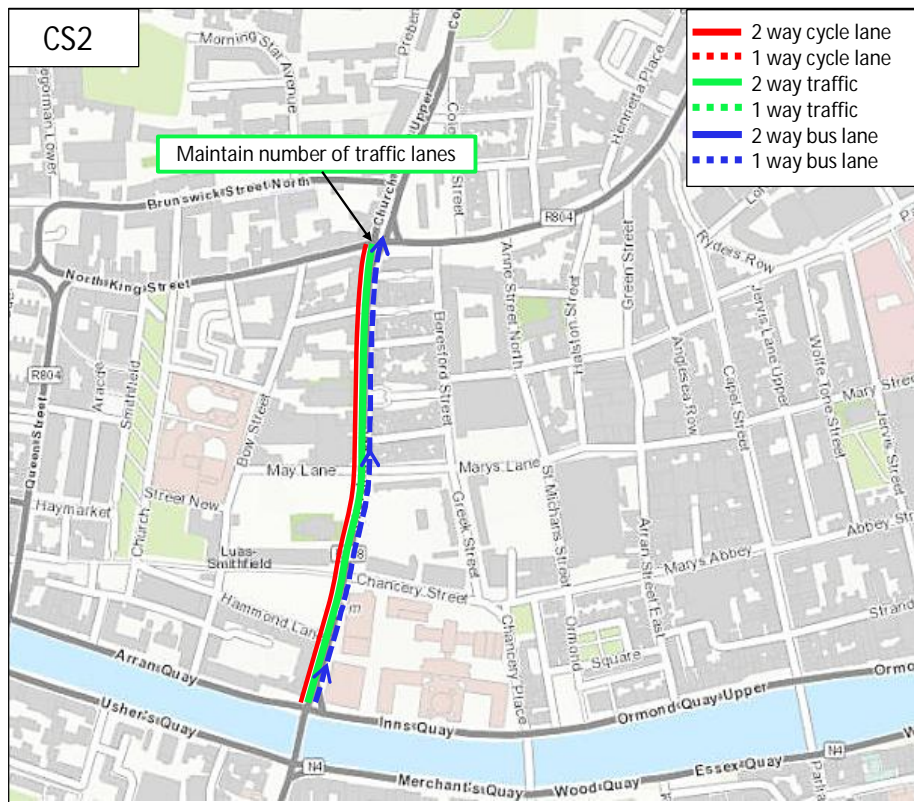 CS2
2 way cycle lane
1 way cycle lane
2 way traffic
1 way traffic
2 way bus lane
1 way bus lane
Morning Star
Avenue
Upper
Henrietta Place
Maintain number of traffic lanes
Brunswick Street North
Church
Street
R804
Ryders Row
North King Street
Green Street
Anne Street North
Halston Street
Beresford Street
Jervis Lane Upper
Wolfe Tone Street
R804
Smithfield
Anglesea Row
Capel Street
Mary Street
Jervis Street
Queen Street
Bow Street
May Lane
Marys Lane
Street New
Haymarket
Church
Greek Street
St Michans Street
Arran Street East
Abbey
Luas-
Smithfield
Marys Abbey
Chancery Street
Hammond Lane
Strand
Chancery Place
Ormond
Square
Arran Quay
Usher's Quay
Inns Quay
Ormond Quay Upper
N4
Merchant's Quay
Wood Quay
Essex Quay
N4